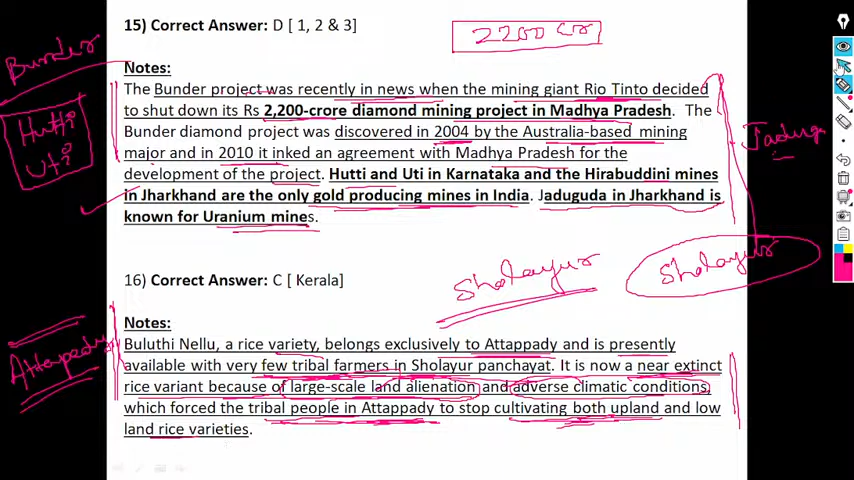 15) Correct Answer: D [ 1, 2 & 3]
2200 cr
Bunder
Notes:
The Bunder project was recently in news when the mining giant Rio Tinto decided
to shut down its Rs 2,200-crore diamond mining project in Madhya Pradesh. The
Bunder diamond project was discovered in 2004 by the Australia-based mining
major and in 2010 it inked an agreement with Madhya Pradesh for the
development of the project. Hutti and Uti in Karnataka and the Hirabuddini mines
in Jharkhand are the only gold producing mines in India. Jaduguda in Jharkhand is
known for Uranium mines.
Hutti
Uti
Jadugu
16) Correct Answer: C [ Kerala]
Sholayur
Sholayur
Notes:
Buluthi Nellu, a rice variety, belongs exclusively to Attappady and is presently
available with very few tribal farmers in Sholayur panchayat. It is now a near extinct
rice variant because of large-scale land alienation and adverse climatic conditions,
which forced the tribal people in Attappady to stop cultivating both upland and low
land rice varieties.
Attapady